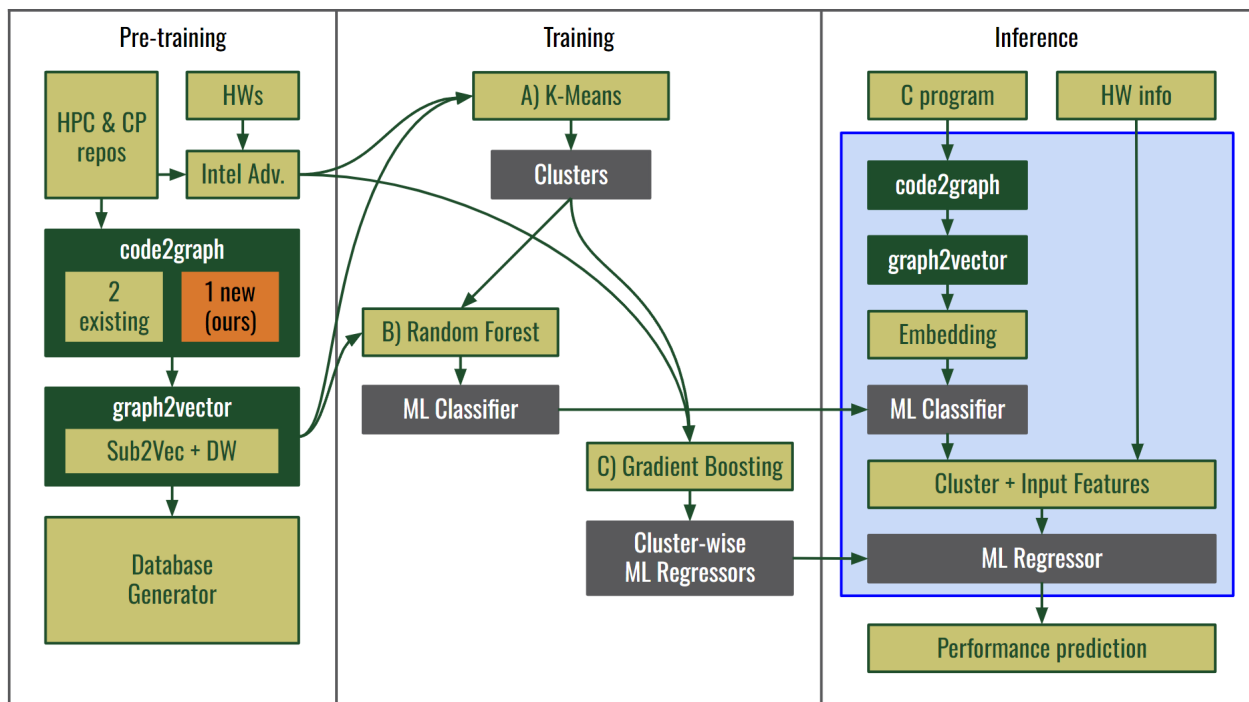 Pre-training
HPC & CP
repos
HWs
Intel Adv.
code2graph
2
existing
1 new
(ours)
graph2vector
Sub2Vec + DW
Database
Generator
Training
A) K-Means
Clusters
B) Random Forest
ML Classifier
C) Gradient Boosting
Cluster-wise
ML Regressors
Inference
C program
HW info
code2graph
graph2vector
Embedding
ML Classifier
Cluster + Input Features
ML Regressor
Performance prediction